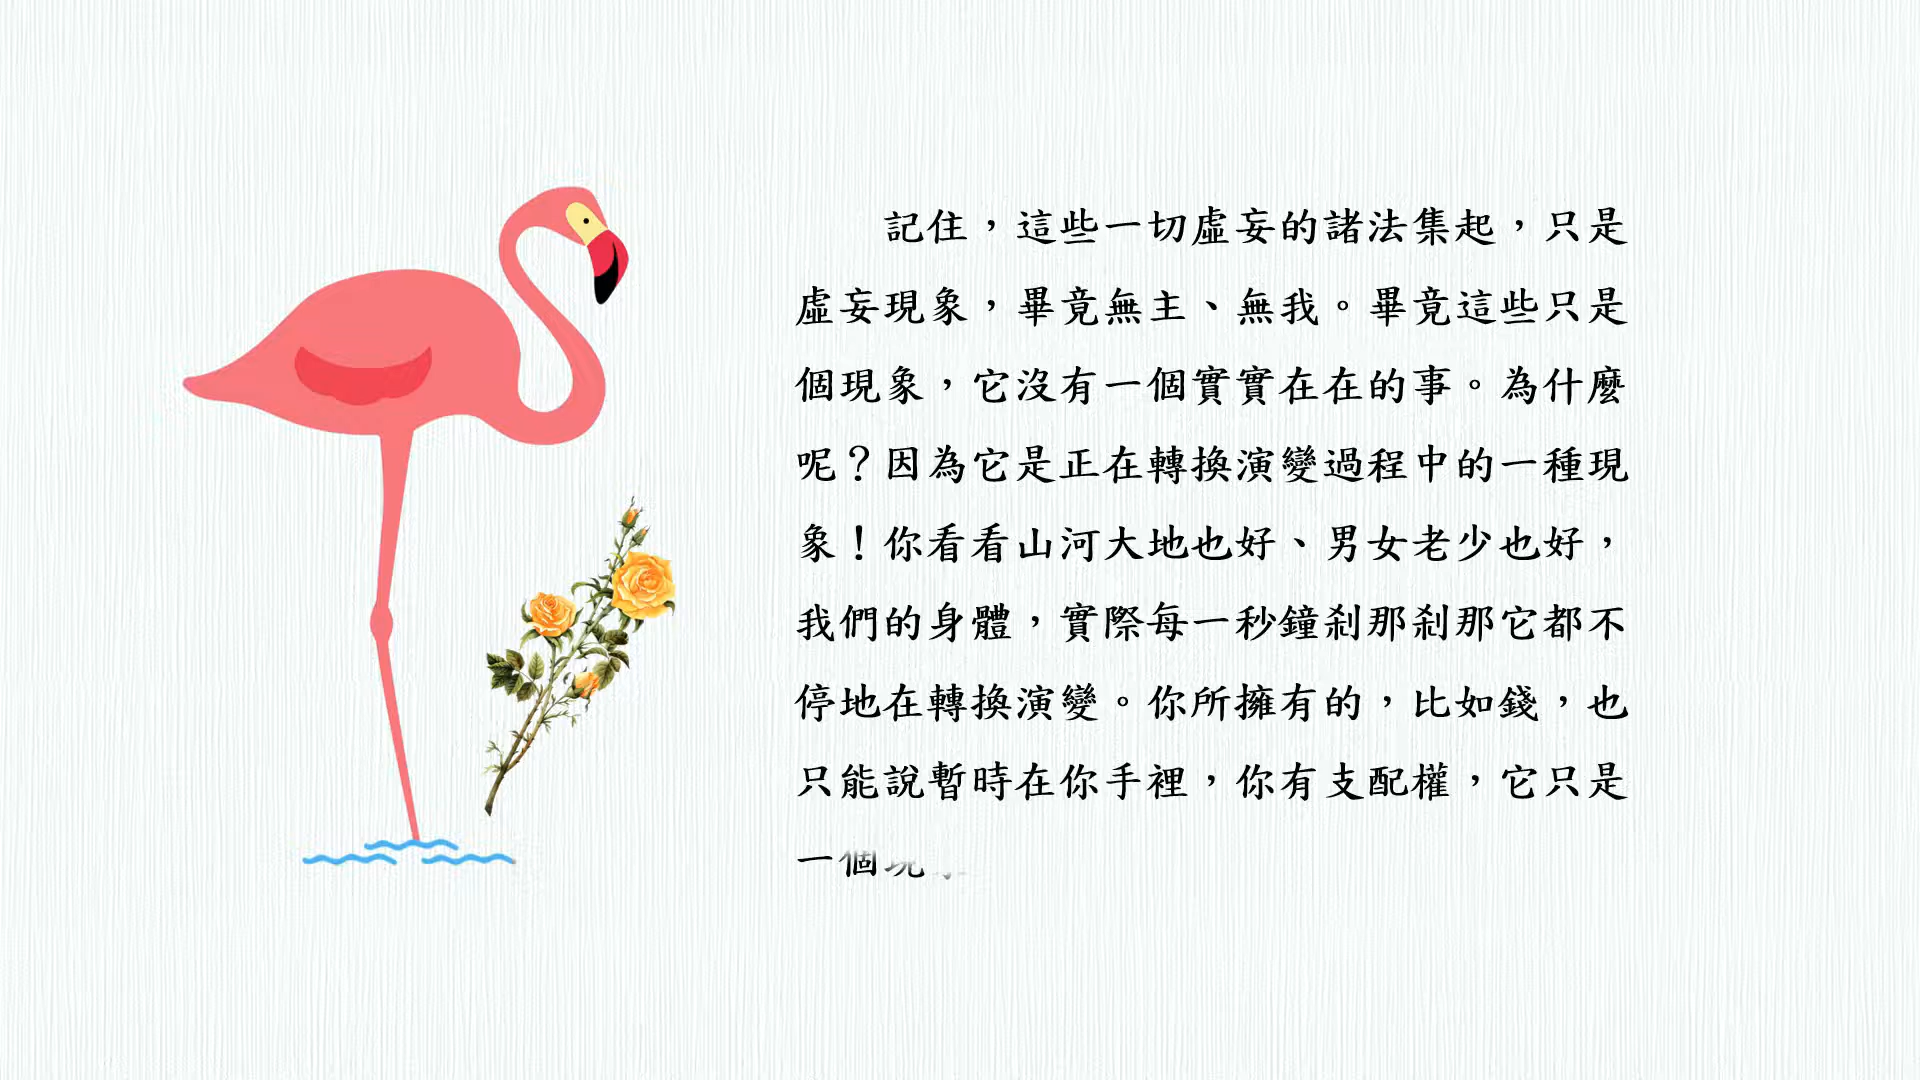 記住，這些一切虛妄的諸法集起，只是
虛妄現象，畢竟無主、無我。畢竟這些只是
個現象，它沒有一個實實在在的事。為什麼
呢？因為它是正在轉換演變過程中的一種現
象！你看看山河大地也好、男女老少也好，
我們的身體，實際每一秒鐘剎那剎那它都不
停地在轉換演變。你所擁有的，比如錢，也
只能說暫時在你手裡，你有支配權，它只是
一個現